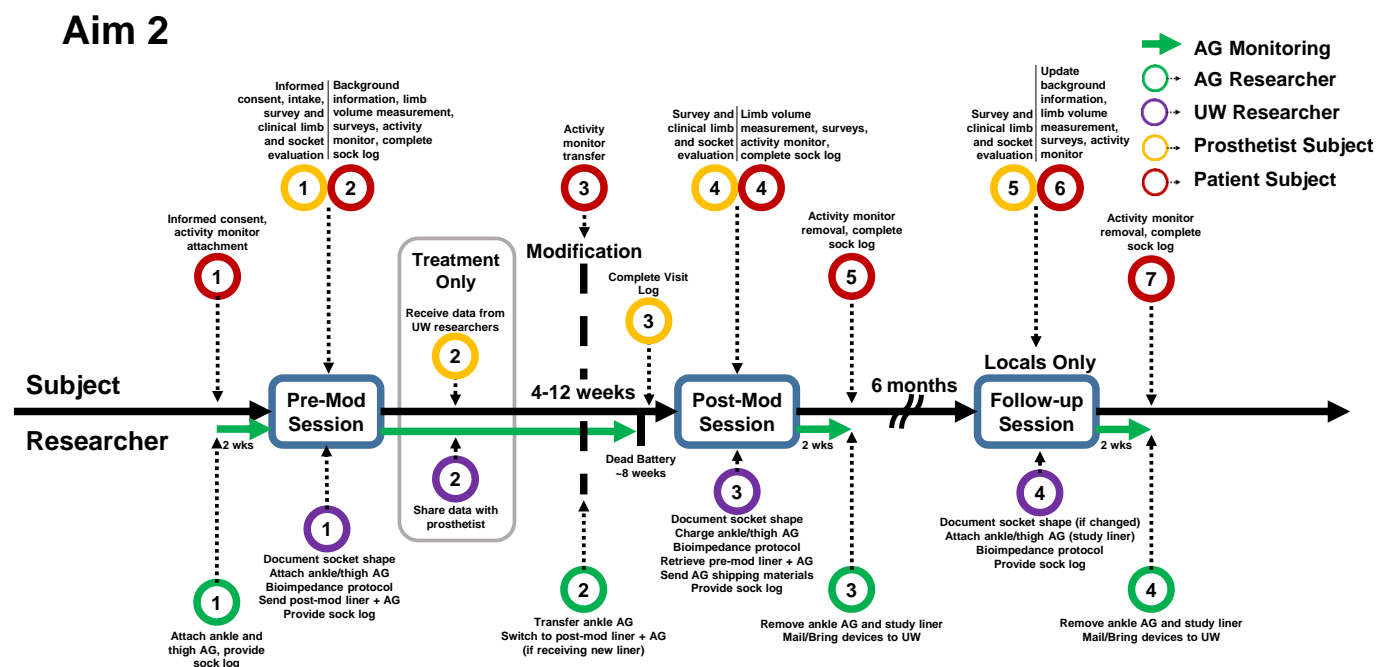 Aim 2
AG Monitoring
AG Researcher
UW Researcher
Prosthetist Subject
Patient Subject
Informed
consent, intake,
survey and
clinical limb
and socket
evaluation
Background
information, limb
volume measurement,
surveys, activity
monitor, complete
sock log
1
2
Activity
monitor
transfer
3
Survey and
clinical limb
and socket
evaluation
Limb volume
measurement, surveys,
activity monitor,
complete sock log
4
4
Survey and
clinical limb
and socket
evaluation
Update
background
information,
limb volume
measurement,
surveys, activity
monitor
5
6
Informed consent,
activity monitor
attachment
1
Treatment
Only
Receive data from
UW researchers
2
Modification
Complete Visit
Log
3
Activity monitor
removal, complete
sock log
5
Activity monitor
removal, complete
sock log
7
Subject
Researcher
2 wks
Pre-Mod
Session
4-12 weeks
Dead Battery
~8 weeks
Post-Mod
Session
2 wks
6 months
Locals Only
Follow-up
Session
2 wks
2
Share data with
prosthetist
1
Document socket shape
Attach ankle/thigh AG
Bioimpedance protocol
Send post-mod liner + AG
Provide sock log
3
Document socket shape
Charge ankle/thigh AG
Bioimpedance protocol
Retrieve pre-mod liner + AG
Send AG shipping materials
Provide sock log
4
Document socket shape (if changed)
Attach ankle/thigh AG (study liner)
Bioimpedance protocol
Provide sock log
1
Attach ankle and
thigh AG, provide
sock log
2
Transfer ankle AG
Switch to post-mod liner + AG
(if receiving new liner)
3
Remove ankle AG and study liner
Mail/Bring devices to UW
4
Remove ankle AG and study liner
Mail/Bring devices to UW